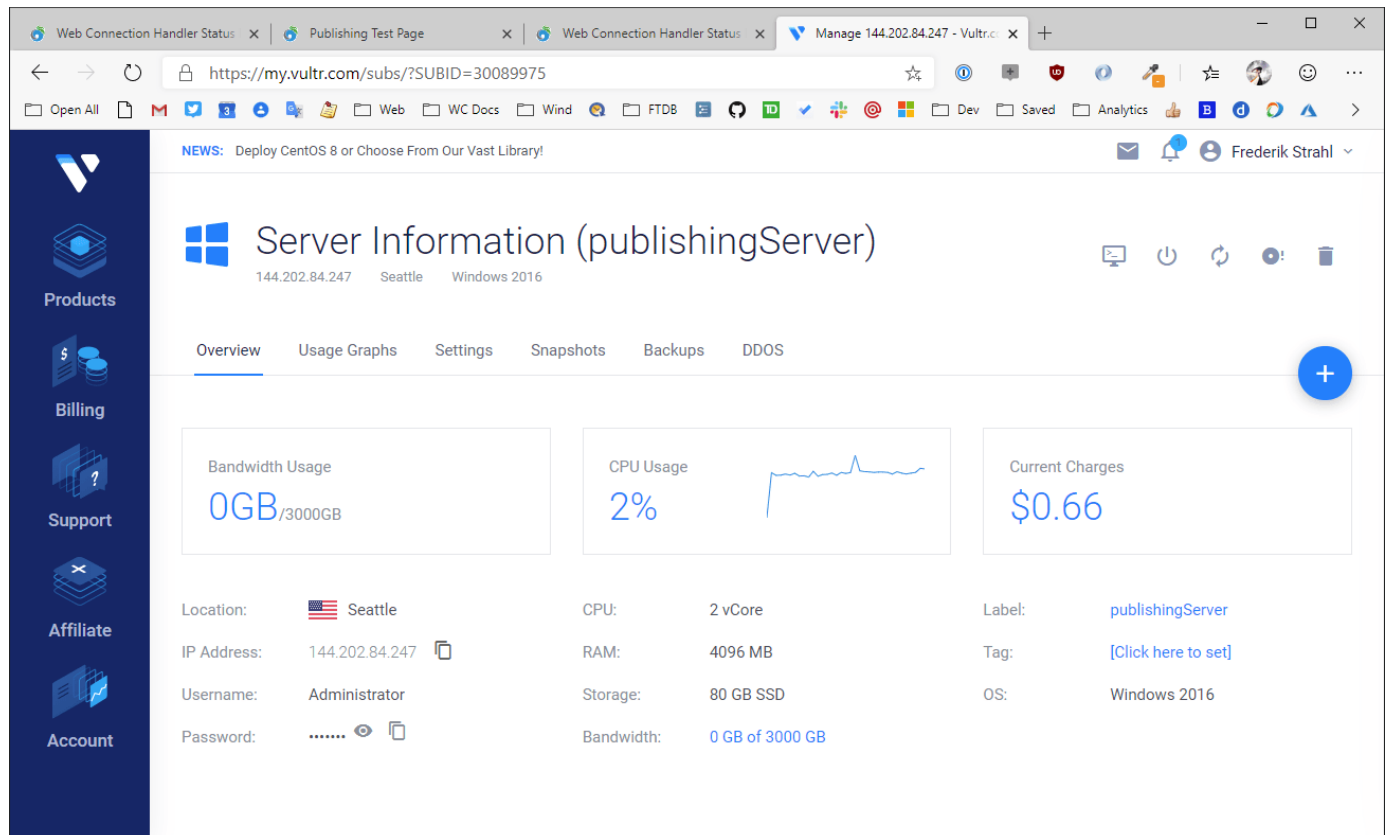 Web Connection Handler Status
Publishing Test Page
Web Connection Handler Status
Manage 144.202.84.247 - Vultr.c
https://my.vultr.com/subs/?SUBID=30089975
Open All
Web
WC Docs
Wind
FTDB
Dev
Saved
Analytics
NEWS: Deploy CentOS 8 or Choose From Our Vast Library!
1
Frederik Strahl
Products
Billing
Support
Affiliate
Account
Server Information (publishingServer)
144.202.84.247 Seattle Windows 2016
Overview Usage Graphs Settings Snapshots Backups DDOS
Bandwidth Usage
0GB/3000GB
CPU Usage
2%
Current Charges
$0.66
Location: Seattle
IP Address: 144.202.84.247
Username: Administrator
Password: •••••••
CPU: 2 vCore
RAM: 4096 MB
Storage: 80 GB SSD
Bandwidth: 0 GB of 3000 GB
Label: publishingServer
Tag: [Click here to set]
OS: Windows 2016